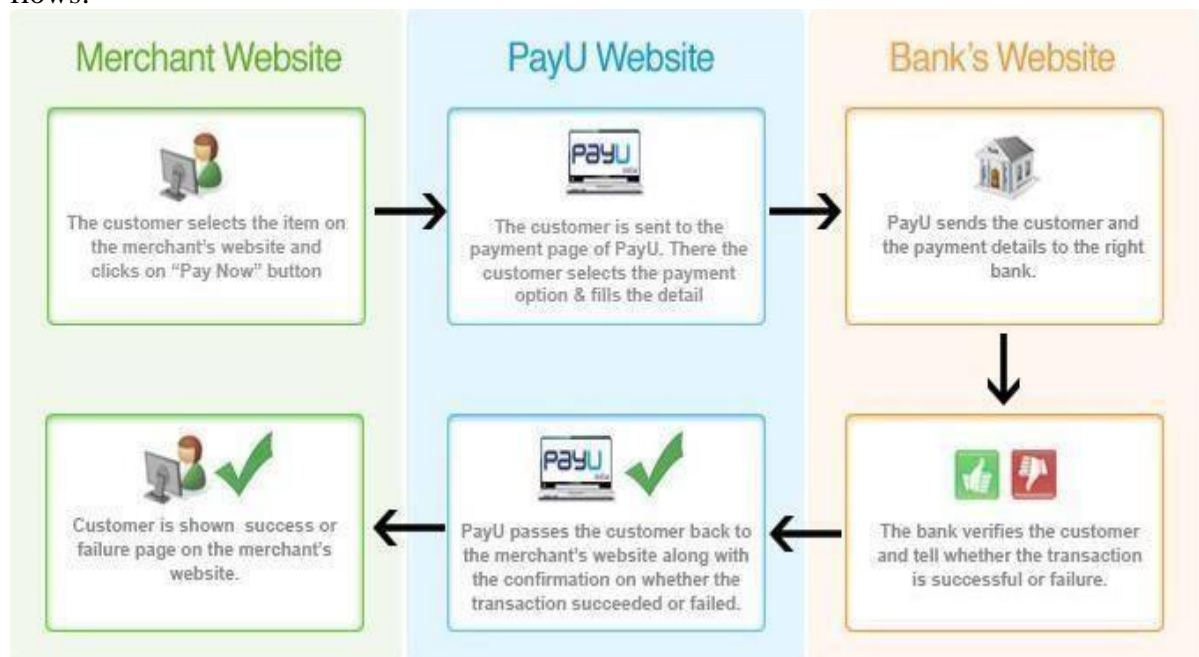 Merchant Website
PayU Website
Bank's Website
The customer selects the item on
the merchant's website and
clicks on "Pay Now" button
PayU
The customer is sent to the
payment page of PayU. There the
customer selects the payment
option & fills the detail
PayU sends the customer and
the payment details to the right
bank.
Customer is shown success or
failure page on the merchant's
website.
PayU
PayU passes the customer back to
the merchant's website along with
the confirmation on whether the
transaction succeeded or failed.
The bank verifies the customer
and tell whether the transaction
is successful or failure.